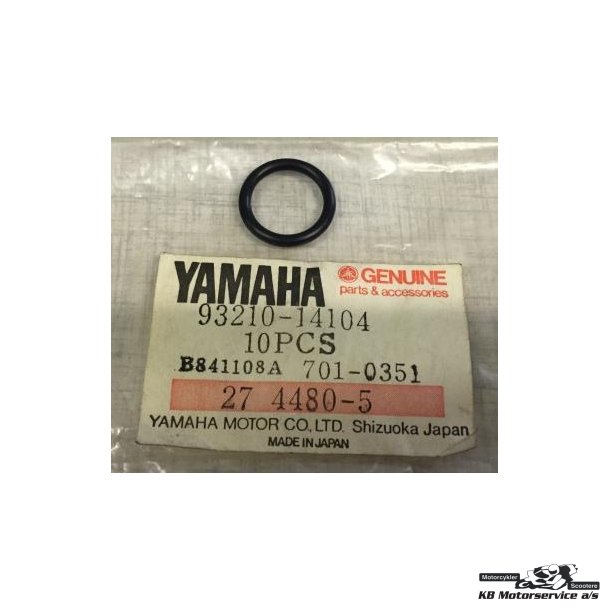 YAMAHA GENUINE
parts & accessories
93210-14104
10PCS
B841108A 701-0351
27 4480-5
YAMAHA MOTOR CO., LTD. Shizuoka Japan
MADE IN JAPAN
Motorcykler Scootere
KB Motorservice a/s